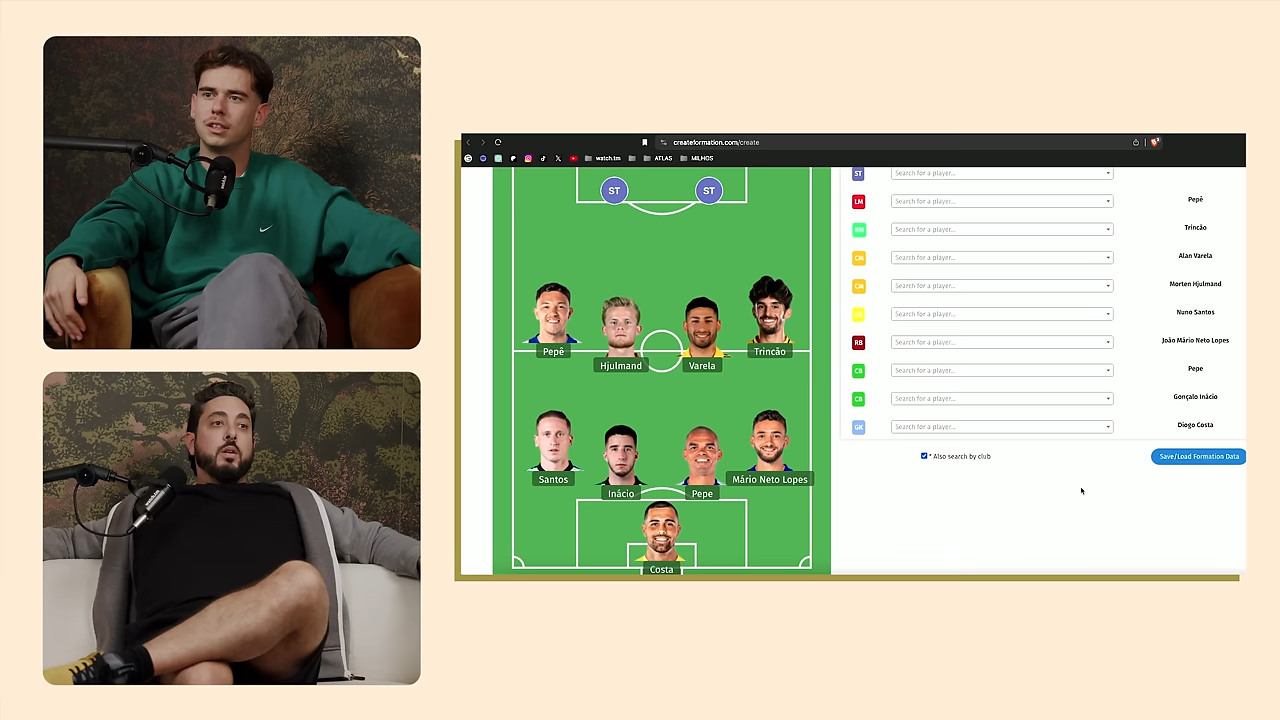 createformation.com/create
watch.tm
ATLAS
MILHOS
ST
ST
Pepê
Hjulmand
Varela
Trincão
Santos
Inácio
Pepe
Mário Neto Lopes
Costa
ST
Search for a player...
LM
Search for a player...
Pepê
Search for a player...
Trincão
CM
Search for a player...
Alan Varela
CM
Search for a player...
Morten Hjulmand
Search for a player...
Nuno Santos
RB
Search for a player...
João Mário Neto Lopes
CB
Search for a player...
Pepe
CB
Search for a player...
Gonçalo Inácio
GK
Search for a player...
Diogo Costa
* Also search by club
Save/Load Formation Data